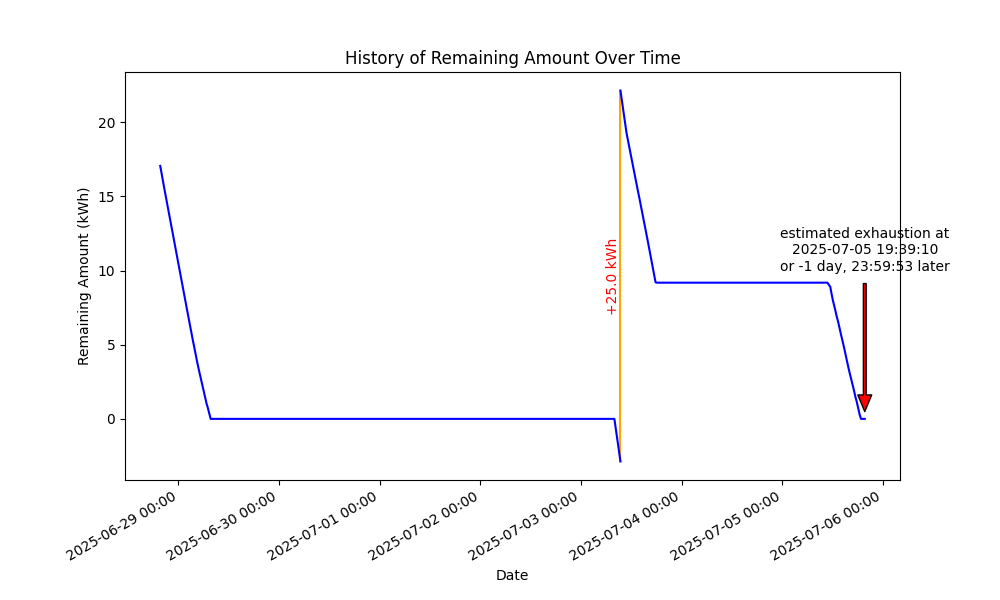 History of Remaining Amount Over Time
Remaining Amount (kWh)
20
15
10
5
0
+25.0 kWh
estimated exhaustion at
2025-07-05 19:39:10
or -1 day, 23:59:53 later
2025-06-29 00:00
2025-06-30 00:00
2025-07-01 00:00
2025-07-02 00:00
2025-07-03 00:00
2025-07-04 00:00
2025-07-05 00:00
2025-07-06 00:00
Date